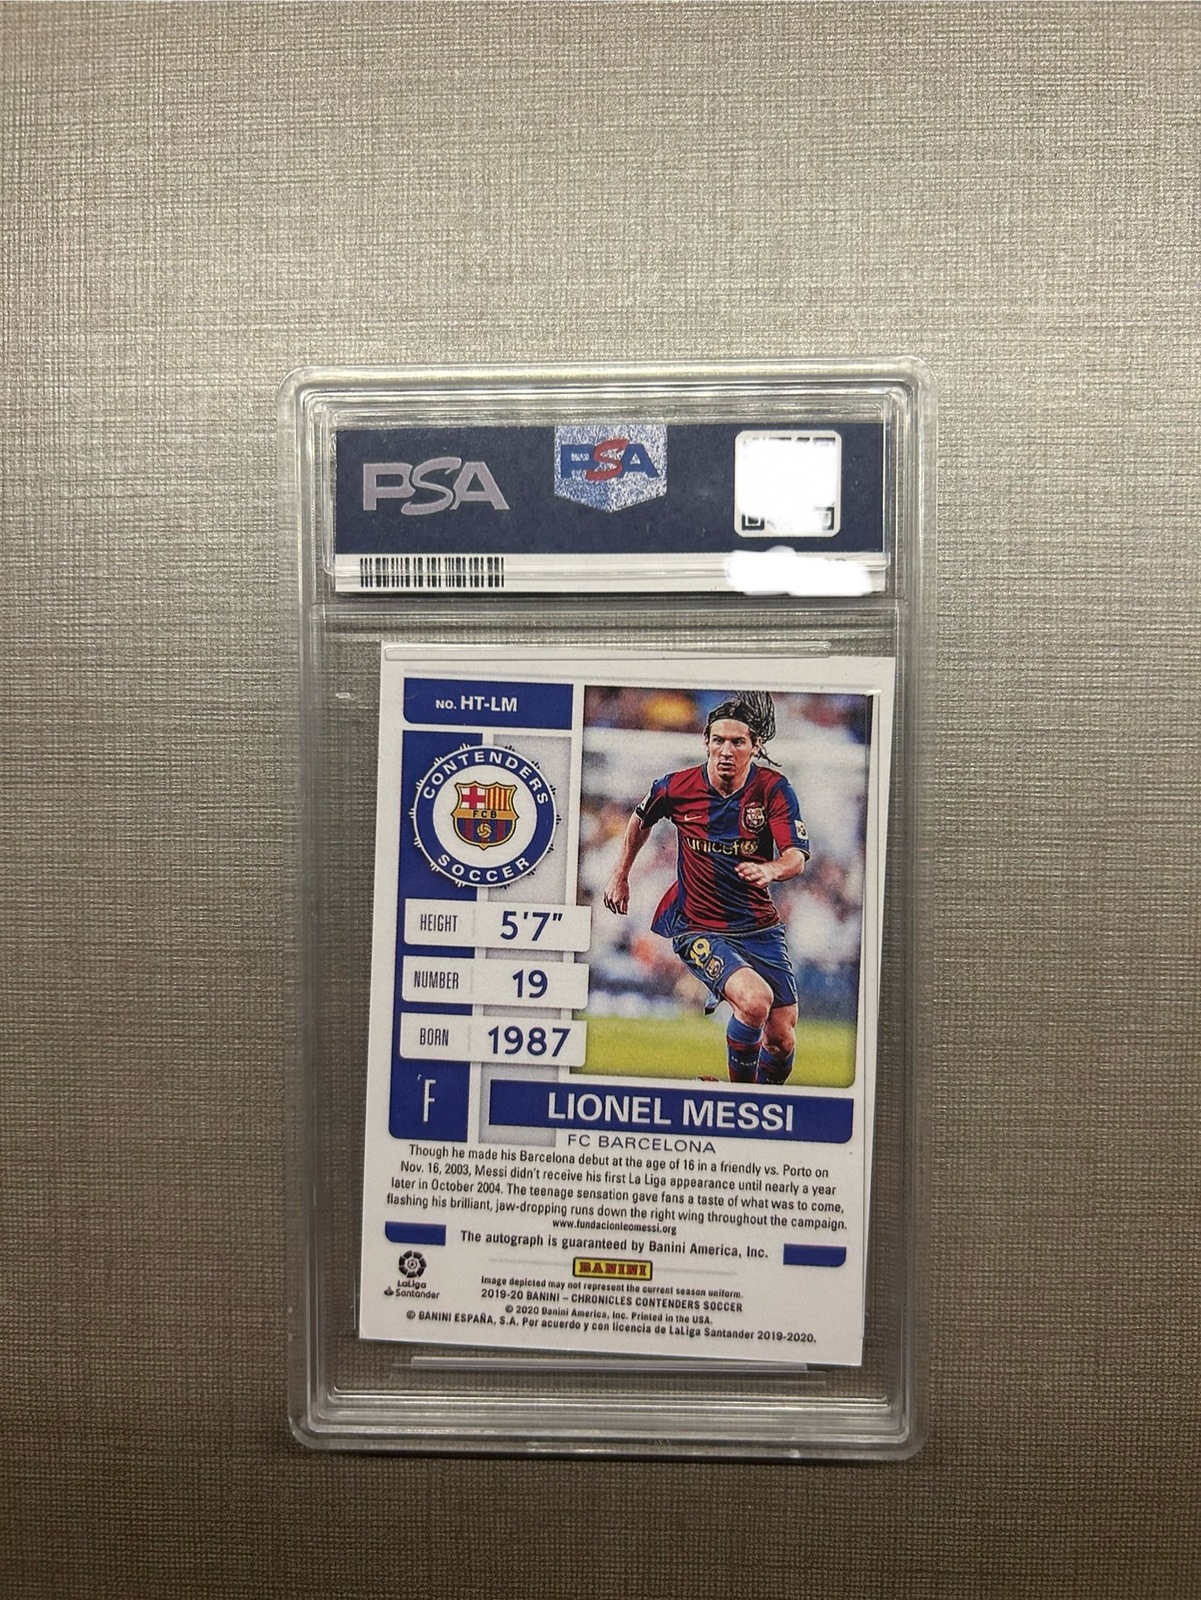 PSA
PSA
NO. HT-LM
CONTENDERS
FCB
SOCCER
unicef
19
HEIGHT 5'7"
NUMBER 19
BORN 1987
F
LIONEL MESSI
FC BARCELONA
Though he made his Barcelona debut at the age of 16 in a friendly vs. Porto on
Nov. 16, 2003, Messi didn't receive his first La Liga appearance until nearly a year
later in October 2004. The teenage sensation gave fans a taste of what was to come,
flashing his brilliant, jaw-dropping runs down the right wing throughout the campaign.
www.fundacionleomessi.org
The autograph is guaranteed by Banini America, Inc.
BANINI
LaLiga
Santander
Image depicted may not represent the current season uniform.
2019-20 BANINI – CHRONICLES CONTENDERS SOCCER
© 2020 Banini America, Inc. Printed in the USA.
© BANINI ESPAÑA, S.A. Por acuerdo y con licencia de LaLiga Santander 2019-2020.